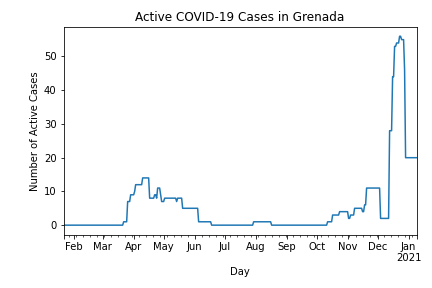 Active COVID-19 Cases in Grenada
Number of Active Cases
50
40
30
20
10
0
Feb Mar Apr May Jun Jul Aug Sep Oct Nov Dec Jan
2021
Day